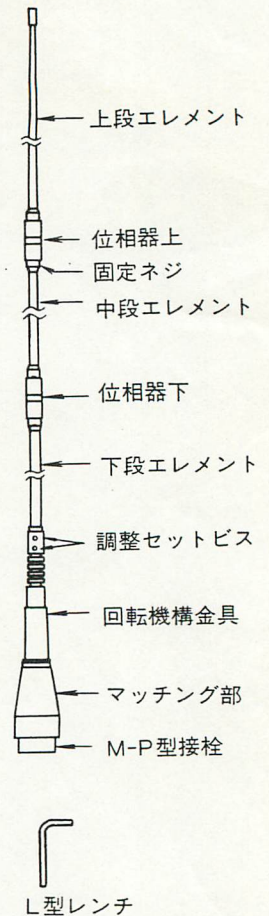 上段エレメント
位相器上
固定ネジ
中段エレメント
位相器下
下段エレメント
調整セットビス
回転機構金具
マッチング部
M-P型接栓
L型レンチ